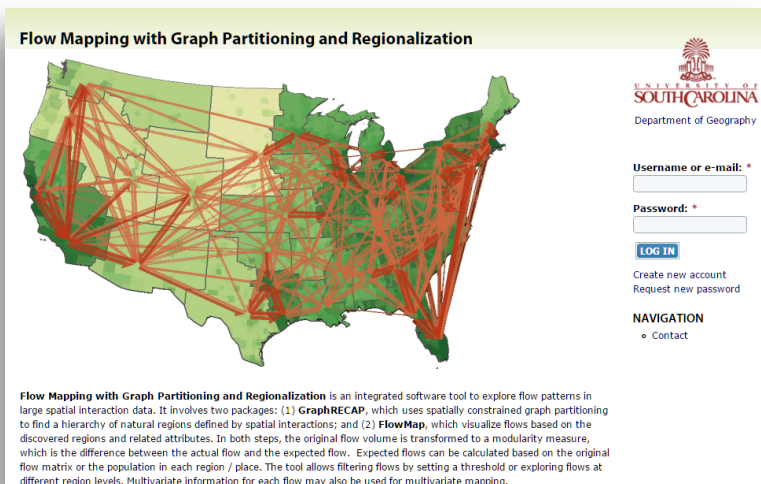 Flow Mapping with Graph Partitioning and Regionalization
UNIVERSITY OF
SOUTH CAROLINA
Department of Geography
Username or e-mail: *
Password: *
LOG IN
Create new account
Request new password
NAVIGATION
Contact
Flow Mapping with Graph Partitioning and Regionalization is an integrated software tool to explore flow patterns in
large spatial interaction data. It involves two packages: (1) GraphRECAP, which uses spatially constrained graph partitioning
to find a hierarchy of natural regions defined by spatial interactions; and (2) FlowMap, which visualize flows based on the
discovered regions and related attributes. In both steps, the original flow volume is transformed to a modularity measure,
which is the difference between the actual flow and the expected flow. Expected flows can be calculated based on the original
flow matrix or the population in each region / place. The tool allows filtering flows by setting a threshold or exploring flows at
different region levels. Multivariate information for each flow may also be used for multivariate mapping.